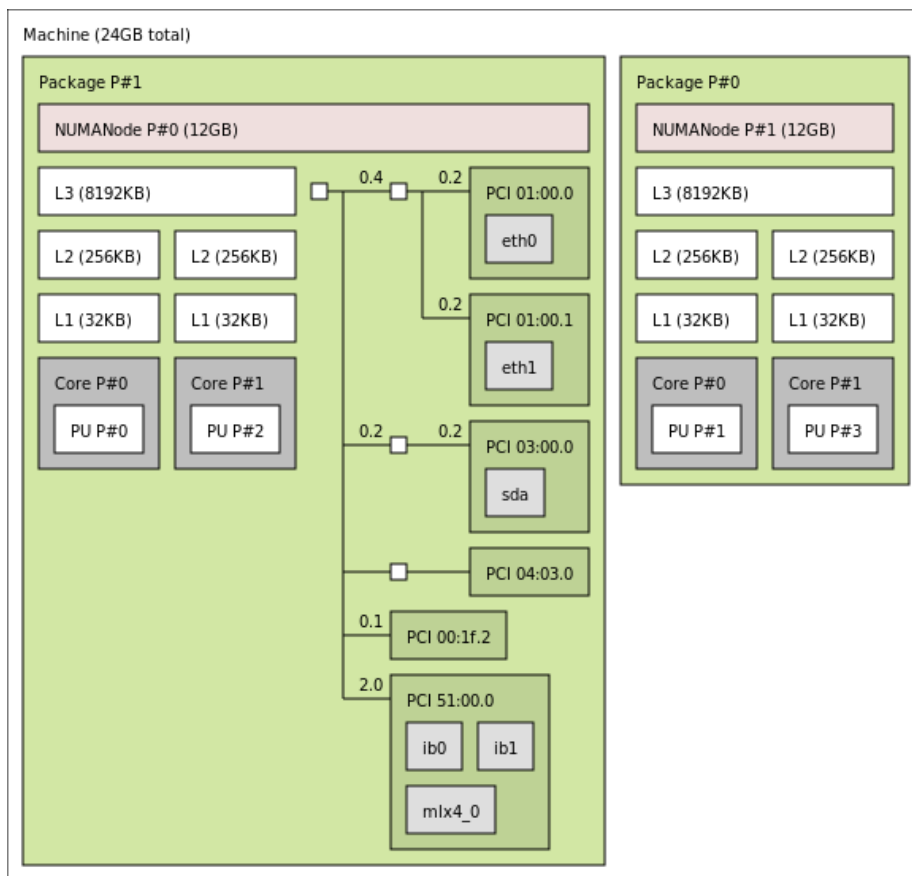 Machine (24GB total)
Package P#1
NUMANode P#0 (12GB)
L3 (8192KB)
L2 (256KB)
L2 (256KB)
L1 (32KB)
L1 (32KB)
Core P#0
PU P#0
Core P#1
PU P#2
0.4
0.2
PCI 01:00.0
eth0
0.2
PCI 01:00.1
eth1
0.2
0.2
PCI 03:00.0
sda
PCI 04:03.0
0.1
PCI 00:1f.2
2.0
PCI 51:00.0
ib0
ib1
mlx4_0
Package P#0
NUMANode P#1 (12GB)
L3 (8192KB)
L2 (256KB)
L2 (256KB)
L1 (32KB)
L1 (32KB)
Core P#0
PU P#1
Core P#1
PU P#3